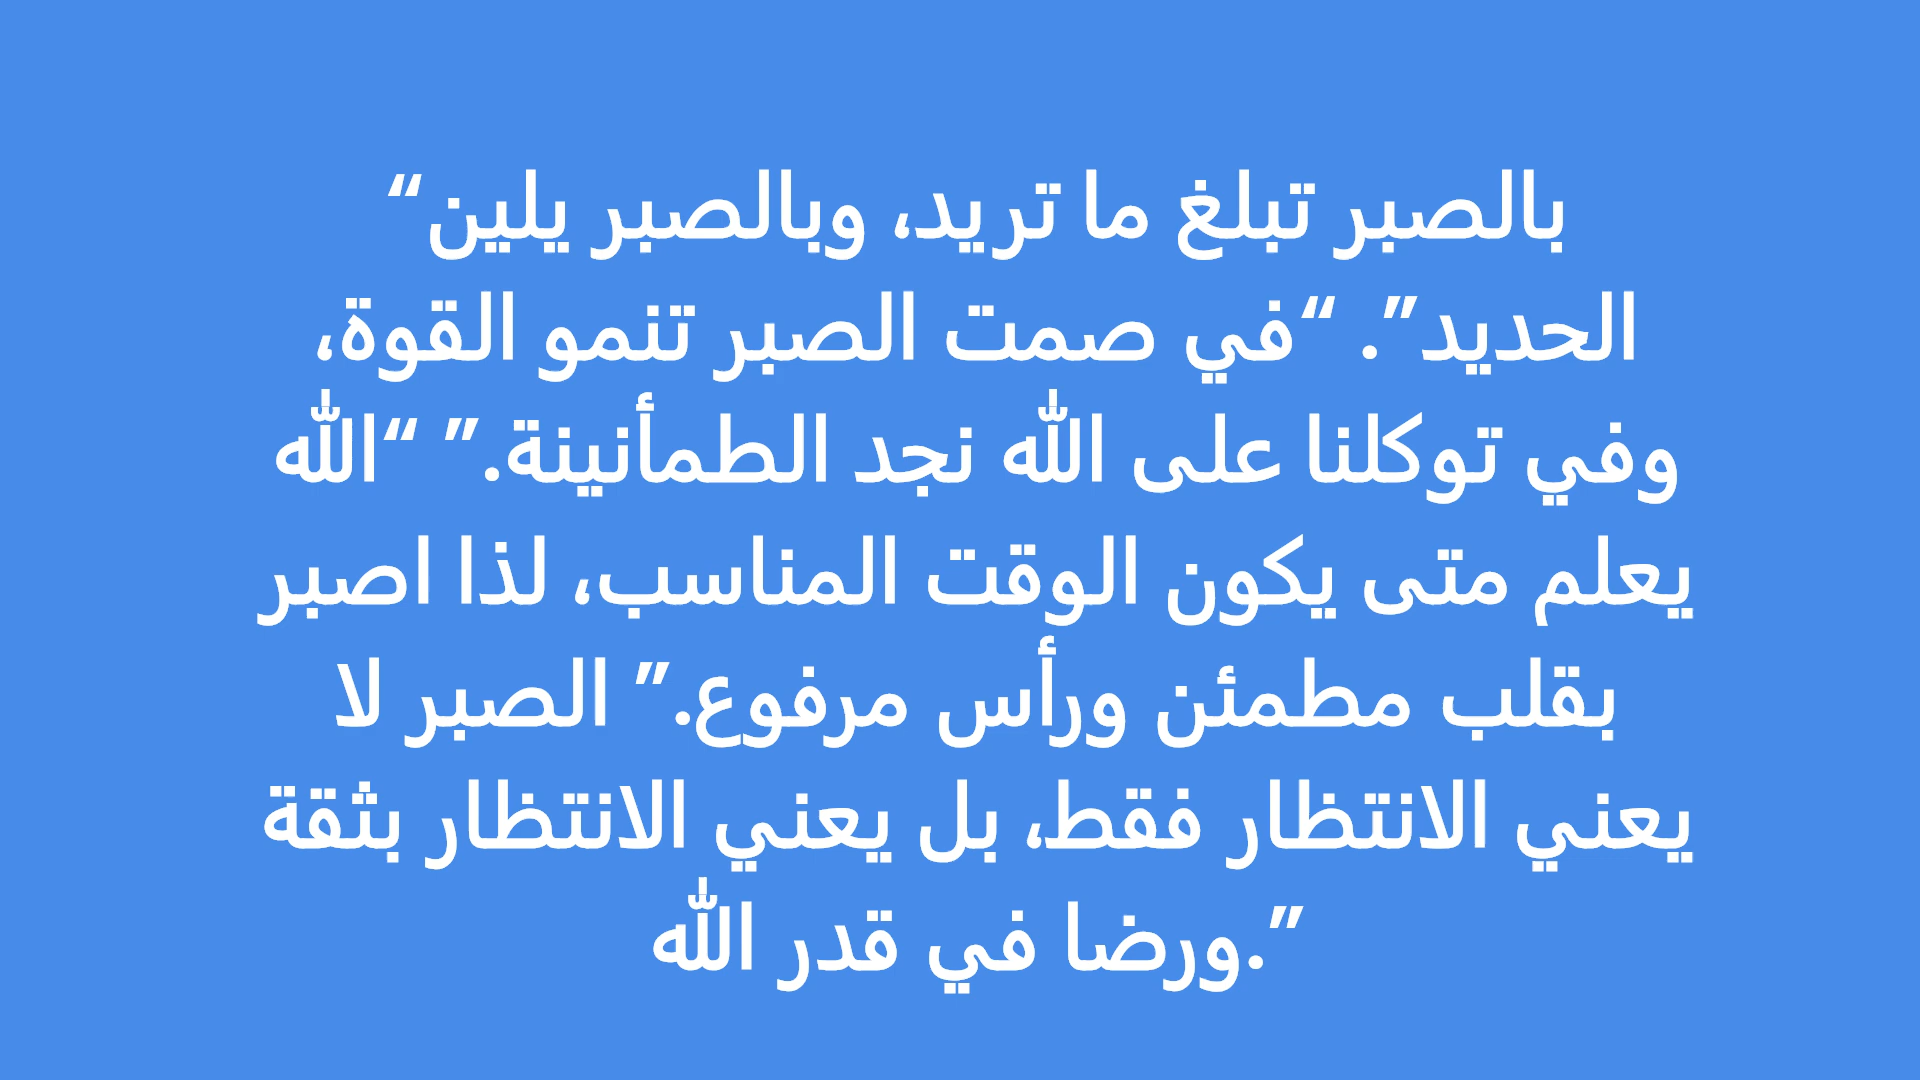 “بالصبر تبلغ ما تريد، وبالصبر يلين
الحديد”. “في صمت الصبر تنمو القوة،
وفي توكلنا على الله نجد الطمأنينة.” “الله
يعلم متى يكون الوقت المناسب، لذا اصبر
بقلب مطمئن ورأس مرفوع.” الصبر لا
يعني الانتظار فقط، بل يعني الانتظار بثقة
ورضا في قدر الله.”